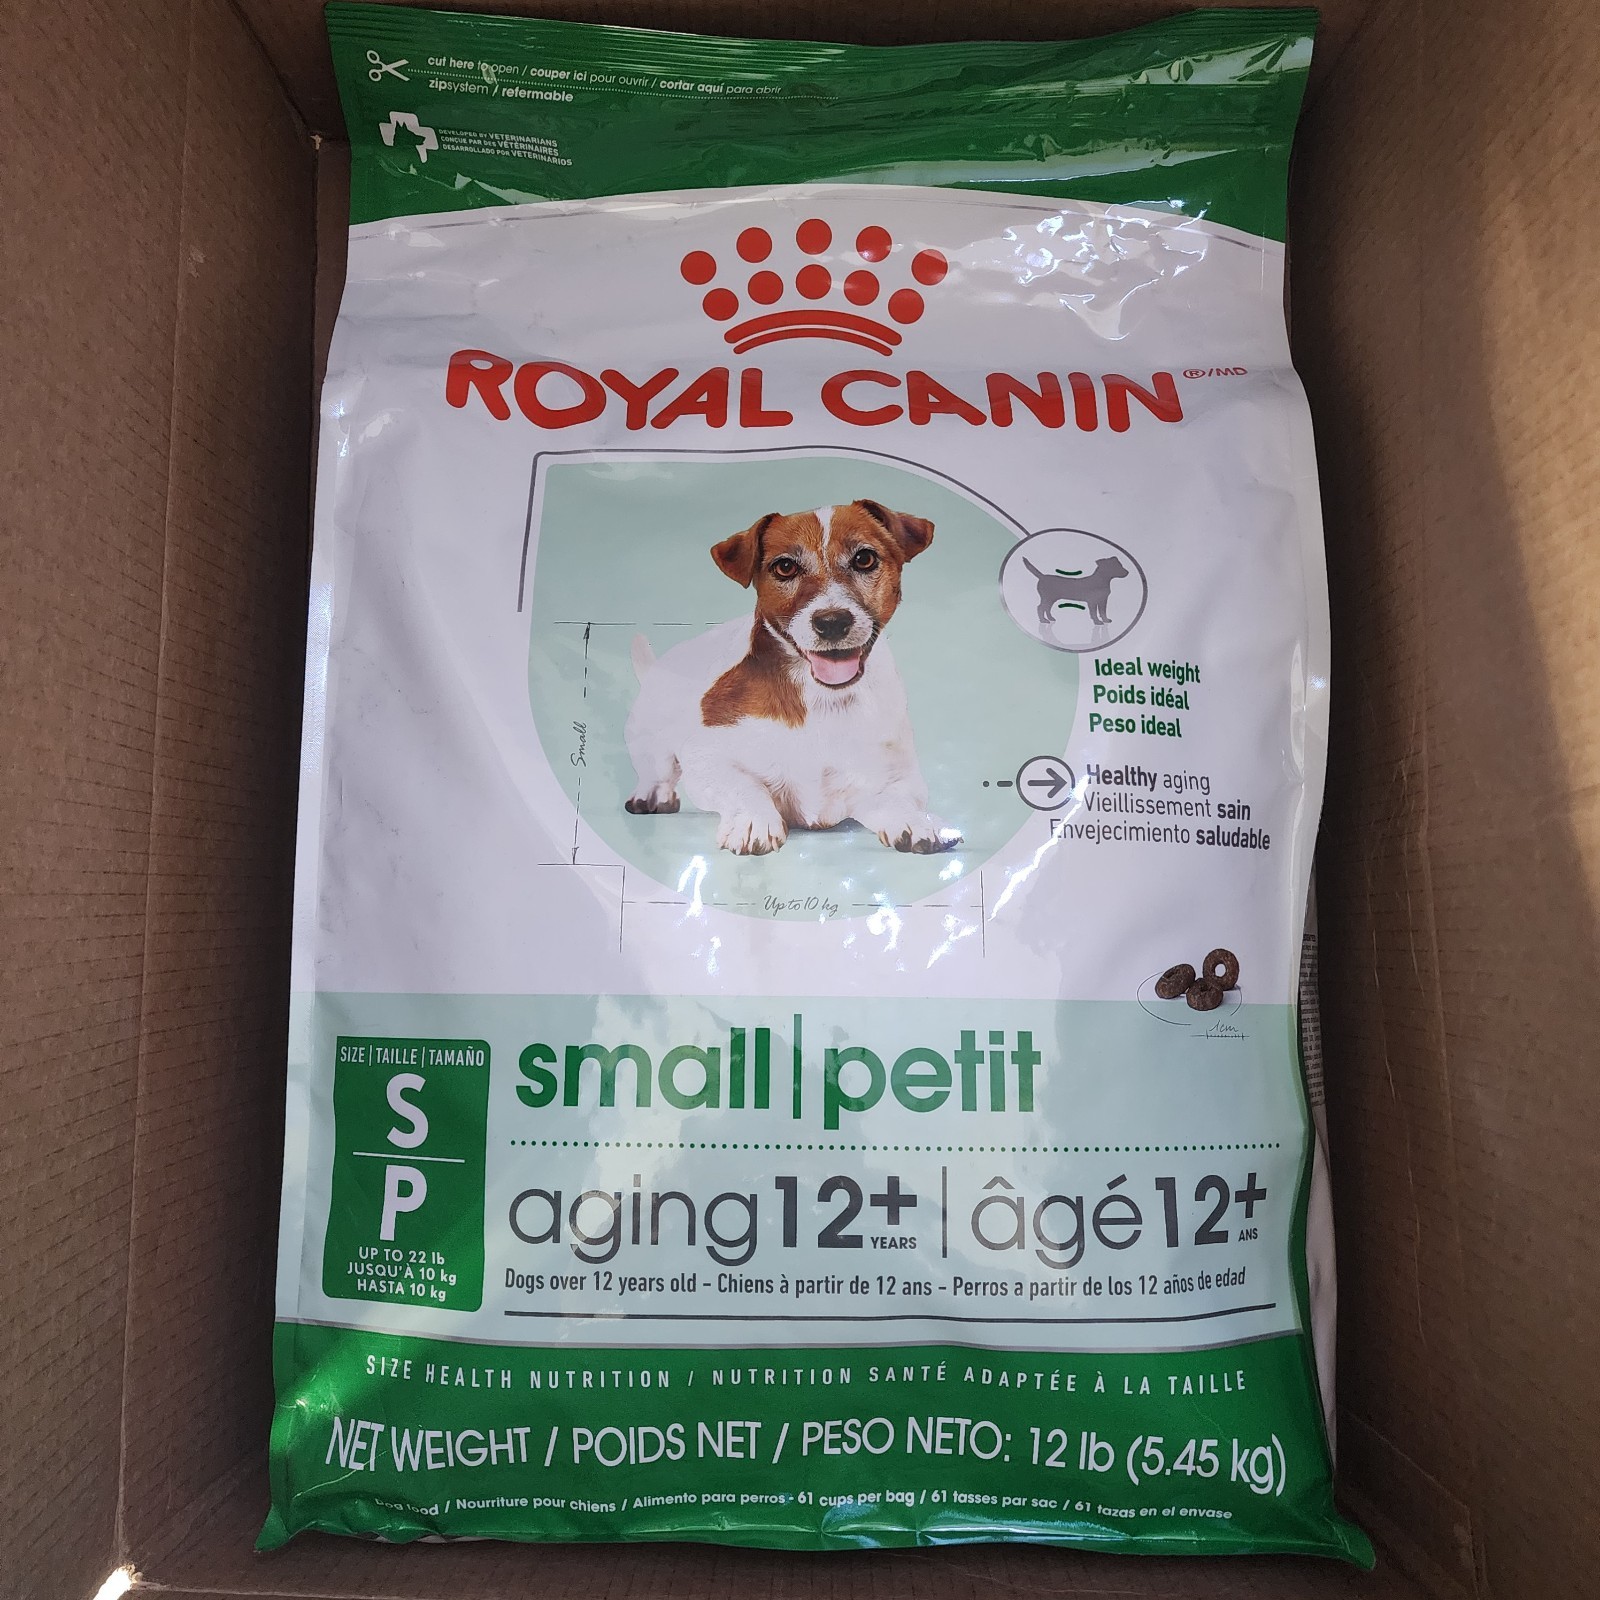 cut here to open / couper ici pour ouvrir / cortar aquí para abrir
zipsystem / refermable
DEVELOPED BY VETERINARIANS
CONÇUE PAR DES VÉTÉRINAIRES
DESARROLLADO POR VETERINARIOS
ROYAL CANIN®/MD
Small
Up to 10 kg
Ideal weight
Poids idéal
Peso ideal
Healthy aging
Vieillissement sain
Envejecimiento saludable
1cm
SIZE | TAILLE | TAMAÑO
S
P
UP TO 22 lb
JUSQU'À 10 kg
HASTA 10 kg
small | petit
aging 12+ YEARS | âgé 12+ ANS
Dogs over 12 years old – Chiens à partir de 12 ans – Perros a partir de los 12 años de edad
SIZE HEALTH NUTRITION / NUTRITION SANTÉ ADAPTÉE À LA TAILLE
NET WEIGHT / POIDS NET / PESO NETO: 12 lb (5.45 kg)
Dog food / Nourriture pour chiens / Alimento para perros - 61 cups per bag / 61 tasses par sac / 61 tazas en el envase